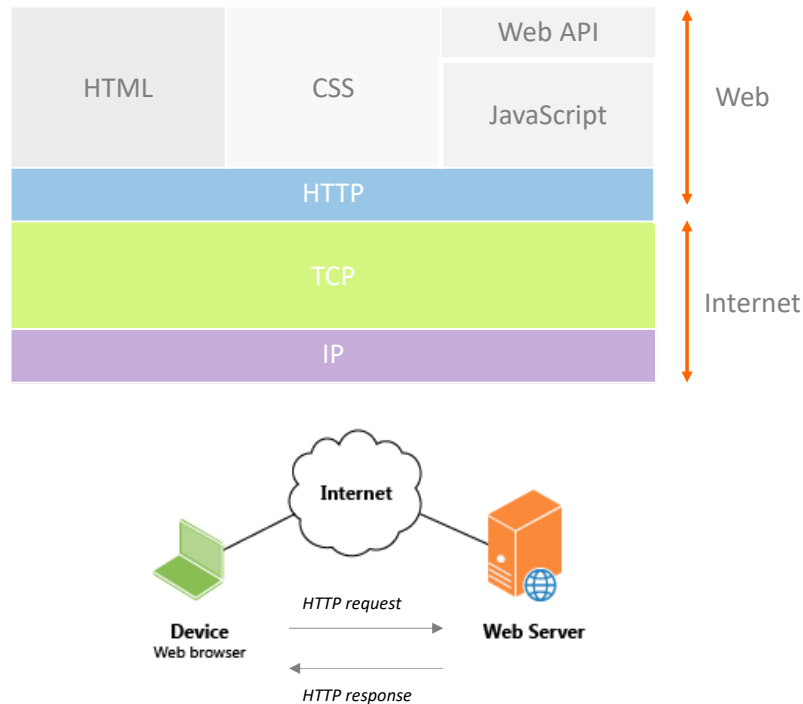 Web API
HTML
CSS
JavaScript
Web
HTTP
TCP
Internet
IP
Internet
HTTP request
Device
Web browser
Web Server
HTTP response